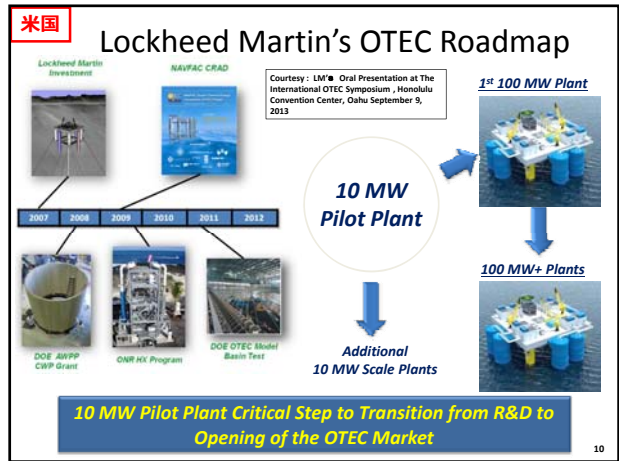 米国
Lockheed Martin's OTEC Roadmap
Lockheed Martin
Investment
NAVFAC CRAD
Courtesy : LM's Oral Presentation at The
International OTEC Symposium , Honolulu
Convention Center, Oahu September 9,
2013
1st 100 MW Plant
10 MW
Pilot Plant
2007 2008 2009 2010 2011 2012
100 MW+ Plants
DOE AWPP
CWP Grant
ONR HX Program
DOE OTEC Model
Basin Test
Additional
10 MW Scale Plants
10 MW Pilot Plant Critical Step to Transition from R&D to
Opening of the OTEC Market
10